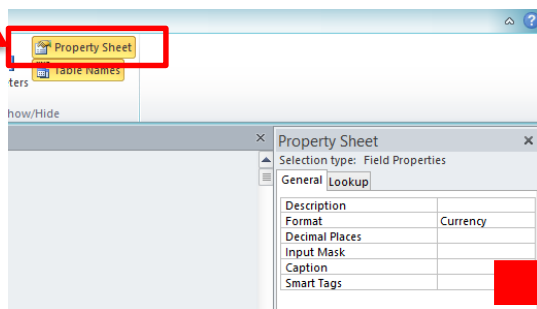 Property Sheet
Table Names
ters
how/Hide
Property Sheet
Selection type: Field Properties
General Lookup
Description
Format Currency
Decimal Places
Input Mask
Caption
Smart Tags